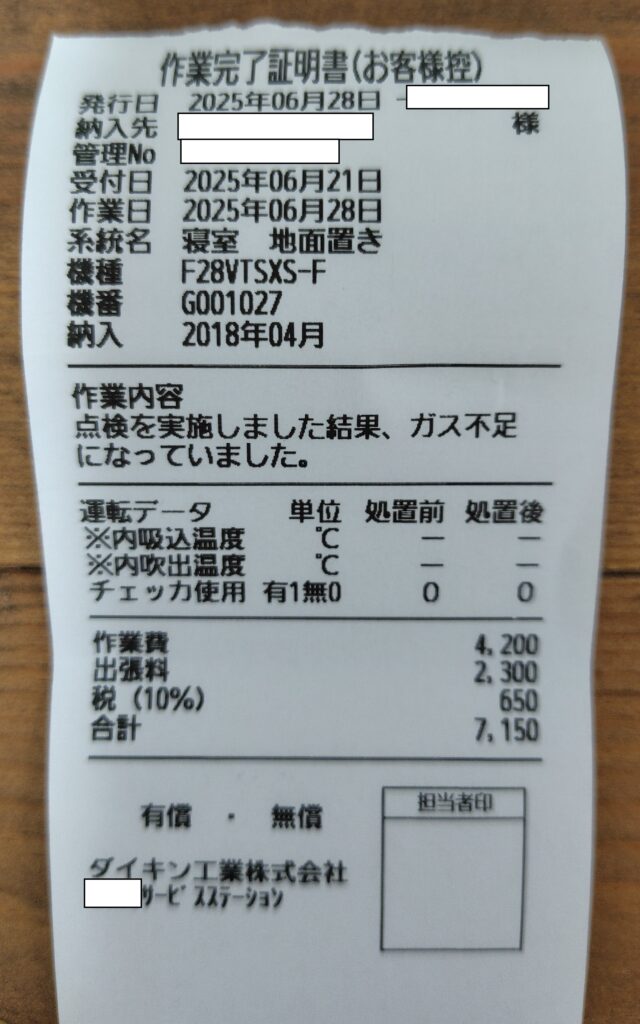 作業完了証明書(お客様控)
発行日 2025年06月28日 -
納入先 様
管理No
受付日 2025年06月21日
作業日 2025年06月28日
系統名 寝室 地面置き
機種 F28VTSXS-F
機番 G001027
納入 2018年04月
作業内容
点検を実施しました結果、ガス不足
になっていました。
運転データ 単位 処置前 処置後
※内吸込温度 ℃ — —
※内吹出温度 ℃ — —
チェッカ使用 有1無0 0 0
作業費 4,200
出張料 2,300
税 (10%) 650
合計 7,150
有償 ・ 無償
担当者印
ダイキン工業株式会社
サービスステーション